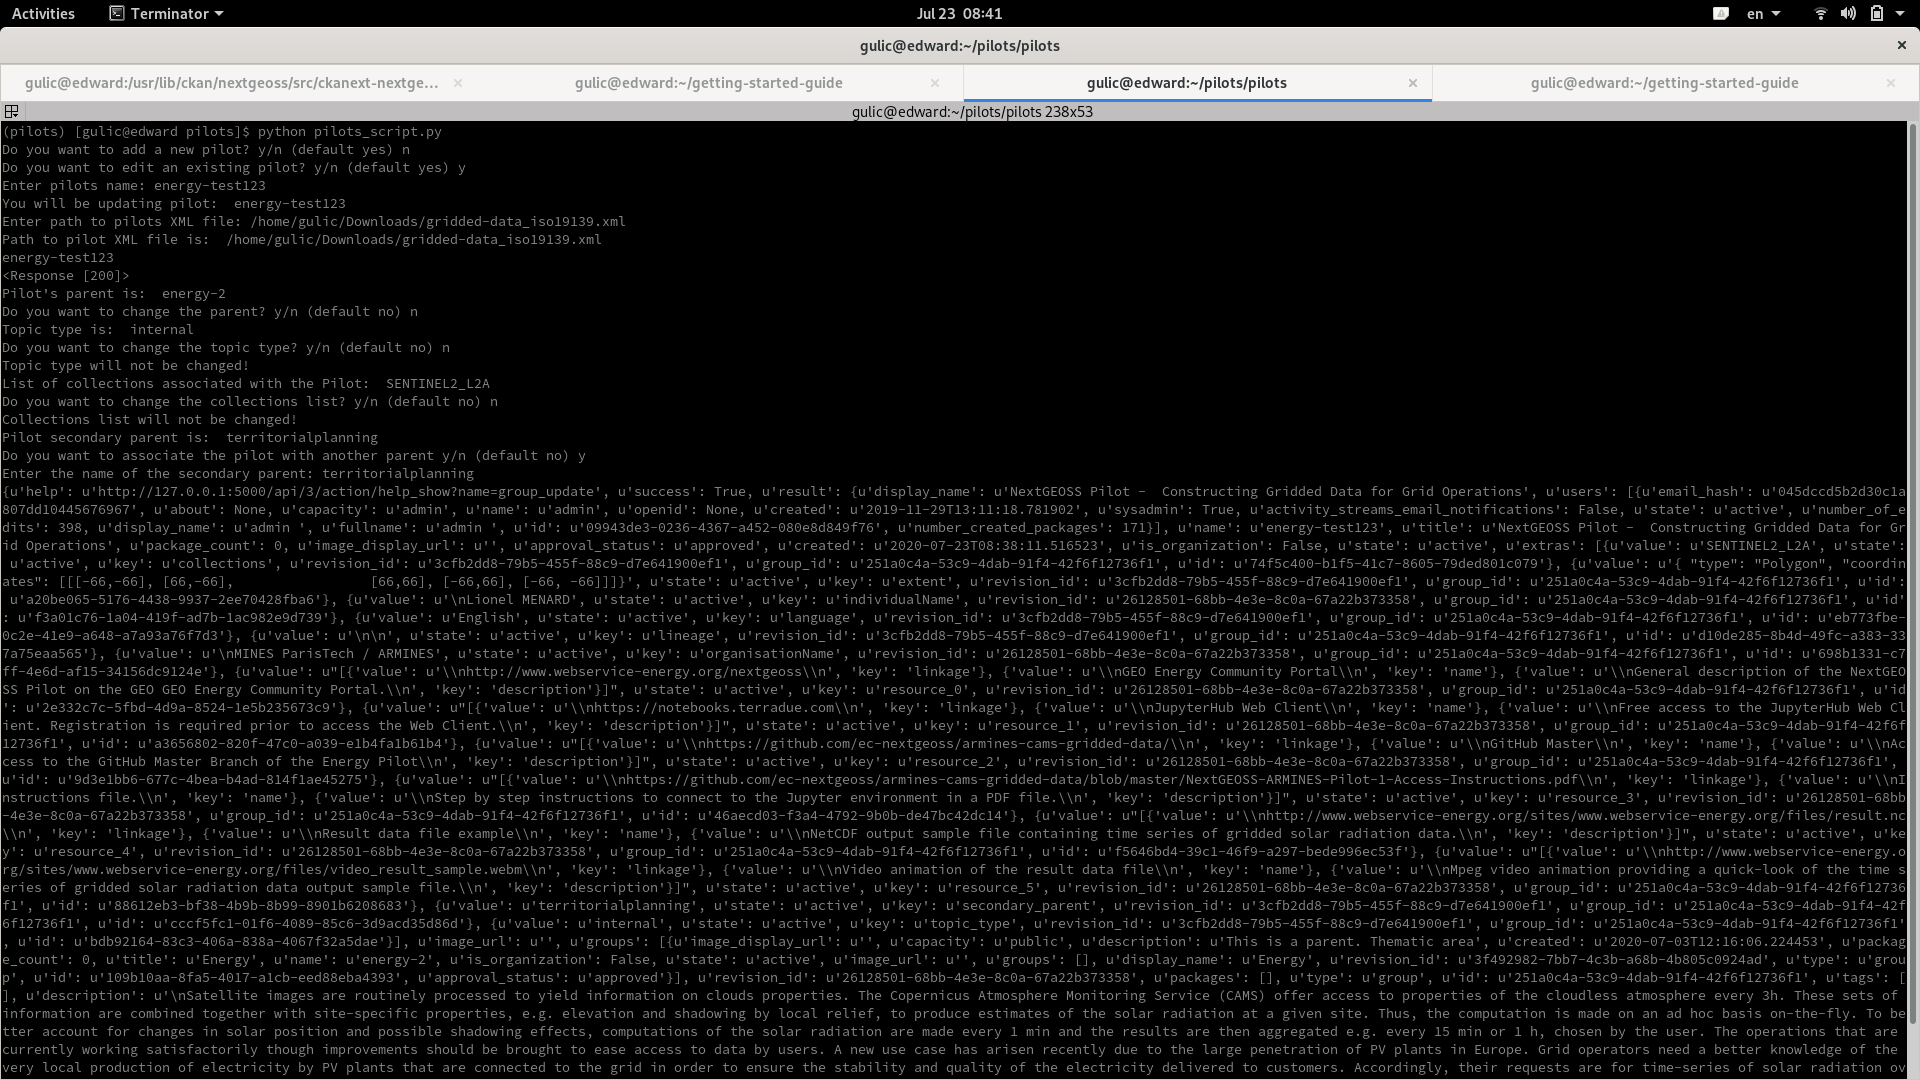 Activities Terminator Jul 23 08:41 en
gulic@edward:~/pilots/pilots
gulic@edward:/usr/lib/ckan/nextgeoss/src/ckanext-nextge... gulic@edward:~/getting-started-guide gulic@edward:~/pilots/pilots gulic@edward:~/getting-started-guide
gulic@edward:~/pilots/pilots 238x53
(pilots) [gulic@edward pilots]$ python pilots_script.py
Do you want to add a new pilot? y/n (default yes) n
Do you want to edit an existing pilot? y/n (default yes) y
Enter pilots name: energy-test123
You will be updating pilot:  energy-test123
Enter path to pilots XML file: /home/gulic/Downloads/gridded-data_iso19139.xml
Path to pilot XML file is:  /home/gulic/Downloads/gridded-data_iso19139.xml
energy-test123
<Response [200]>
Pilot's parent is:  energy-2
Do you want to change the parent? y/n (default no) n
Topic type is:  internal
Do you want to change the topic type? y/n (default no) n
Topic type will not be changed!
List of collections associated with the Pilot:  SENTINEL2_L2A
Do you want to change the collections list? y/n (default no) n
Collections list will not be changed!
Pilot secondary parent is:  territorialplanning
Do you want to associate the pilot with another parent y/n (default no) y
Enter the name of the secondary parent: territorialplanning
{u'help': u'http://127.0.0.1:5000/api/3/action/help_show?name=group_update', u'success': True, u'result': {u'display_name': u'NextGEOSS Pilot -  Constructing Gridded Data for Grid Operations', u'users': [{u'email_hash': u'045dccd5b2d30c1a
807dd10445676967', u'about': None, u'capacity': u'admin', u'name': u'admin', u'openid': None, u'created': u'2019-11-29T13:11:18.781902', u'sysadmin': True, u'activity_streams_email_notifications': False, u'state': u'active', u'number_of_e
dits': 398, u'display_name': u'admin ', u'fullname': u'admin ', u'id': u'09943de3-0236-4367-a452-080e8d849f76', u'number_created_packages': 171}], u'name': u'energy-test123', u'title': u'NextGEOSS Pilot -  Constructing Gridded Data for Gr
id Operations', u'package_count': 0, u'image_display_url': u'', u'approval_status': u'approved', u'created': u'2020-07-23T08:38:11.516523', u'is_organization': False, u'state': u'active', u'extras': [{u'value': u'SENTINEL2_L2A', u'state':
 u'active', u'key': u'collections', u'revision_id': u'3cfb2dd8-79b5-455f-88c9-d7e641900ef1', u'group_id': u'251a0c4a-53c9-4dab-91f4-42f6f12736f1', u'id': u'74f5c400-b1f5-41c7-8605-79ded801c079'}, {u'value': u'{ "type": "Polygon", "coordin
ates": [[[-66,-66], [66,-66],                 [66,66], [-66,66], [-66, -66]]]}', u'state': u'active', u'key': u'extent', u'revision_id': u'3cfb2dd8-79b5-455f-88c9-d7e641900ef1', u'group_id': u'251a0c4a-53c9-4dab-91f4-42f6f12736f1', u'id':
 u'a20be065-5176-4438-9937-2ee70428fba6'}, {u'value': u'\nLionel MENARD', u'state': u'active', u'key': u'individualName', u'revision_id': u'26128501-68bb-4e3e-8c0a-67a22b373358', u'group_id': u'251a0c4a-53c9-4dab-91f4-42f6f12736f1', u'id'
: u'f3a01c76-1a04-419f-ad7b-1ac982e9d739'}, {u'value': u'English', u'state': u'active', u'key': u'language', u'revision_id': u'3cfb2dd8-79b5-455f-88c9-d7e641900ef1', u'group_id': u'251a0c4a-53c9-4dab-91f4-42f6f12736f1', u'id': u'eb773fbe-
0c2e-41e9-a648-a7a93a76f7d3'}, {u'value': u'\n\n', u'state': u'active', u'key': u'lineage', u'revision_id': u'3cfb2dd8-79b5-455f-88c9-d7e641900ef1', u'group_id': u'251a0c4a-53c9-4dab-91f4-42f6f12736f1', u'id': u'd10de285-8b4d-49fc-a383-33
7a75eaa565'}, {u'value': u'\nMINES ParisTech / ARMINES', u'state': u'active', u'key': u'organisationName', u'revision_id': u'26128501-68bb-4e3e-8c0a-67a22b373358', u'group_id': u'251a0c4a-53c9-4dab-91f4-42f6f12736f1', u'id': u'698b1331-c7
ff-4e6d-af15-34156dc9124e'}, {u'value': u"[{'value': u'\\nhttp://www.webservice-energy.org/nextgeoss\\n', 'key': 'linkage'}, {'value': u'\\nGEO Energy Community Portal\\n', 'key': 'name'}, {'value': u'\\nGeneral description of the NextGEO
SS Pilot on the GEO GEO Energy Community Portal.\\n', 'key': 'description'}]", u'state': u'active', u'key': u'resource_0', u'revision_id': u'26128501-68bb-4e3e-8c0a-67a22b373358', u'group_id': u'251a0c4a-53c9-4dab-91f4-42f6f12736f1', u'id
': u'2e332c7c-5fbd-4d9a-8524-1e5b235673c9'}, {u'value': u"[{'value': u'\\nhttps://notebooks.terradue.com\\n', 'key': 'linkage'}, {'value': u'\\nJupyterHub Web Client\\n', 'key': 'name'}, {'value': u'\\nFree access to the JupyterHub Web Cl
ient. Registration is required prior to access the Web Client.\\n', 'key': 'description'}]", u'state': u'active', u'key': u'resource_1', u'revision_id': u'26128501-68bb-4e3e-8c0a-67a22b373358', u'group_id': u'251a0c4a-53c9-4dab-91f4-42f6f
12736f1', u'id': u'a3656802-820f-47c0-a039-e1b4fa1b61b4'}, {u'value': u"[{'value': u'\\nhttps://github.com/ec-nextgeoss/armines-cams-gridded-data/\\n', 'key': 'linkage'}, {'value': u'\\nGitHub Master\\n', 'key': 'name'}, {'value': u'\\nAc
cess to the GitHub Master Branch of the Energy Pilot\\n', 'key': 'description'}]", u'state': u'active', u'key': u'resource_2', u'revision_id': u'26128501-68bb-4e3e-8c0a-67a22b373358', u'group_id': u'251a0c4a-53c9-4dab-91f4-42f6f12736f1',
u'id': u'9d3e1bb6-677c-4bea-b4ad-814f1ae45275'}, {u'value': u"[{'value': u'\\nhttps://github.com/ec-nextgeoss/armines-cams-gridded-data/blob/master/NextGEOSS-ARMINES-Pilot-1-Access-Instructions.pdf\\n', 'key': 'linkage'}, {'value': u'\\nI
nstructions file.\\n', 'key': 'name'}, {'value': u'\\nStep by step instructions to connect to the Jupyter environment in a PDF file.\\n', 'key': 'description'}]", u'state': u'active', u'key': u'resource_3', u'revision_id': u'26128501-68bb
-4e3e-8c0a-67a22b373358', u'group_id': u'251a0c4a-53c9-4dab-91f4-42f6f12736f1', u'id': u'46aecd03-f3a4-4792-9b0b-de47bc42dc14'}, {u'value': u"[{'value': u'\\nhttp://www.webservice-energy.org/sites/www.webservice-energy.org/files/result.nc
\\n', 'key': 'linkage'}, {'value': u'\\nResult data file example\\n', 'key': 'name'}, {'value': u'\\nNetCDF output sample file containing time series of gridded solar radiation data.\\n', 'key': 'description'}]", u'state': u'active', u'ke
y': u'resource_4', u'revision_id': u'26128501-68bb-4e3e-8c0a-67a22b373358', u'group_id': u'251a0c4a-53c9-4dab-91f4-42f6f12736f1', u'id': u'f5646bd4-39c1-46f9-a297-bede996ec53f'}, {u'value': u"[{'value': u'\\nhttp://www.webservice-energy.o
rg/sites/www.webservice-energy.org/files/video_result_sample.webm\\n', 'key': 'linkage'}, {'value': u'\\nVideo animation of the result data file\\n', 'key': 'name'}, {'value': u'\\nMpeg video animation providing a quick-look of the time s
eries of gridded solar radiation data output sample file.\\n', 'key': 'description'}]", u'state': u'active', u'key': u'resource_5', u'revision_id': u'26128501-68bb-4e3e-8c0a-67a22b373358', u'group_id': u'251a0c4a-53c9-4dab-91f4-42f6f12736
f1', u'id': u'88612eb3-bf38-4b9b-8b99-8901b6208683'}, {u'value': u'territorialplanning', u'state': u'active', u'key': u'secondary_parent', u'revision_id': u'3cfb2dd8-79b5-455f-88c9-d7e641900ef1', u'group_id': u'251a0c4a-53c9-4dab-91f4-42f
6f12736f1', u'id': u'cccf5fc1-01f6-4089-85c6-3d9acd35d86d'}, {u'value': u'internal', u'state': u'active', u'key': u'topic_type', u'revision_id': u'3cfb2dd8-79b5-455f-88c9-d7e641900ef1', u'group_id': u'251a0c4a-53c9-4dab-91f4-42f6f12736f1'
, u'id': u'bdb92164-83c3-406a-838a-4067f32a5dae'}], u'image_url': u'', u'groups': [{u'image_display_url': u'', u'capacity': u'public', u'description': u'This is a parent. Thematic area', u'created': u'2020-07-03T12:16:06.224453', u'packag
e_count': 0, u'title': u'Energy', u'name': u'energy-2', u'is_organization': False, u'state': u'active', u'image_url': u'', u'groups': [], u'display_name': u'Energy', u'revision_id': u'3f492982-7bb7-4c3b-a68b-4b805c0924ad', u'type': u'grou
p', u'id': u'109b10aa-8fa5-4017-a1cb-eed88eba4393', u'approval_status': u'approved'}], u'revision_id': u'26128501-68bb-4e3e-8c0a-67a22b373358', u'packages': [], u'type': u'group', u'id': u'251a0c4a-53c9-4dab-91f4-42f6f12736f1', u'tags': [
], u'description': u'\nSatellite images are routinely processed to yield information on clouds properties. The Copernicus Atmosphere Monitoring Service (CAMS) offer access to properties of the cloudless atmosphere every 3h. These sets of
information are combined together with site-specific properties, e.g. elevation and shadowing by local relief, to produce estimates of the solar radiation at a given site. Thus, the computation is made on an ad hoc basis on-the-fly. To be
tter account for changes in solar position and possible shadowing effects, computations of the solar radiation are made every 1 min and the results are then aggregated e.g. every 15 min or 1 h, chosen by the user. The operations that are
currently working satisfactorily though improvements should be brought to ease access to data by users. A new use case has arisen recently due to the large penetration of PV plants in Europe. Grid operators need a better knowledge of the
very local production of electricity by PV plants that are connected to the grid in order to ensure the stability and quality of the electricity delivered to customers. Accordingly, their requests are for time-series of solar radiation ov